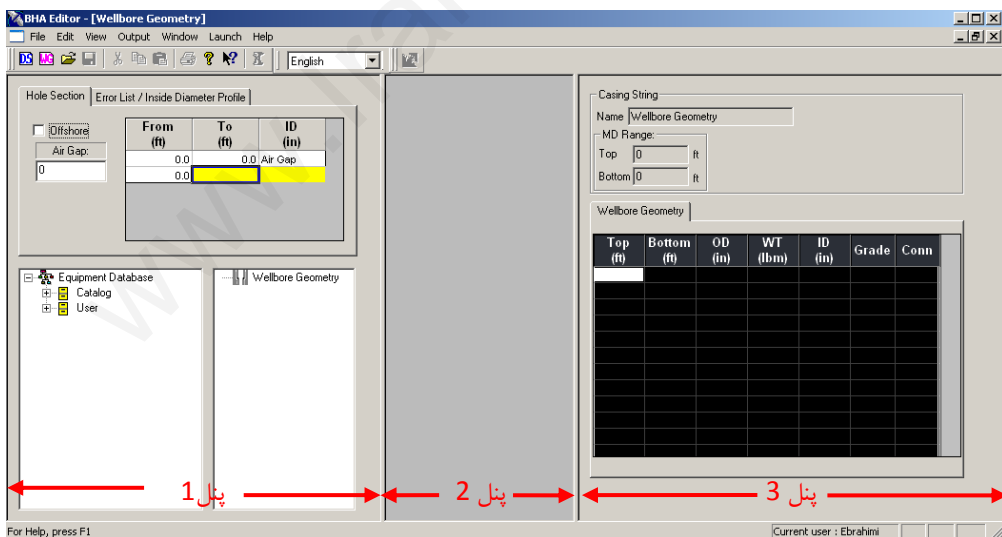 BHA Editor - [Wellbore Geometry]
File Edit View Output Window Launch Help
DS WG English
Hole Section Error List / Inside Diameter Profile
Offshore
Air Gap:
0
From (ft) To (ft) ID (in)
0.0 0.0 Air Gap
0.0
Equipment Database
Catalog
User
Wellbore Geometry
Casing String
Name Wellbore Geometry
MD Range:
Top 0 ft
Bottom 0 ft
Wellbore Geometry
Top (ft) Bottom (ft) OD (in) WT (lbm) ID (in) Grade Conn
پنل1
پنل 2
پنل 3
For Help, press F1
Current user : Ebrahimi